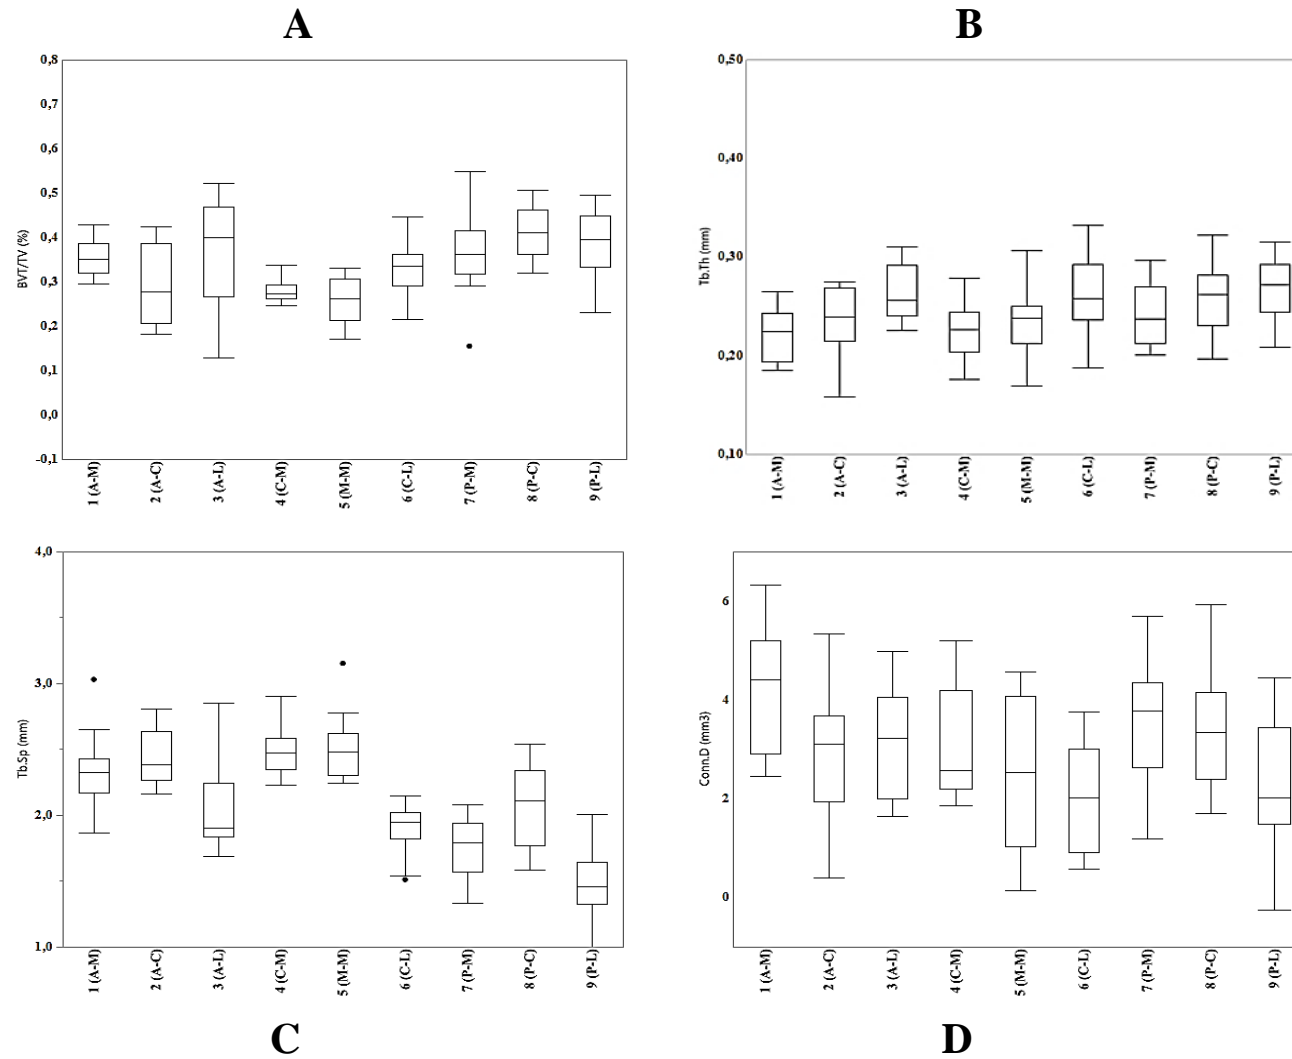 A
B
0,8
0,7
0,6
0,5
0,4
0,3
0,2
0,1
0,0
-0,1
BVT/TV (%)
1 (A-M)
2 (A-C)
3 (A-L)
4 (C-M)
5 (M-M)
6 (C-L)
7 (P-M)
8 (P-C)
9 (P-L)
0,50
0,40
0,30
0,20
0,10
Tb.Th (mm)
1 (A-M)
2 (A-C)
3 (A-L)
4 (C-M)
5 (M-M)
6 (C-L)
7 (P-M)
8 (P-C)
9 (P-L)
4,0
3,0
2,0
1,0
Tb.Sp (mm)
1 (A-M)
2 (A-C)
3 (A-L)
4 (C-M)
5 (M-M)
6 (C-L)
7 (P-M)
8 (P-C)
9 (P-L)
6
4
2
0
Conn.D (mm3)
1 (A-M)
2 (A-C)
3 (A-L)
4 (C-M)
5 (M-M)
6 (C-L)
7 (P-M)
8 (P-C)
9 (P-L)
C
D